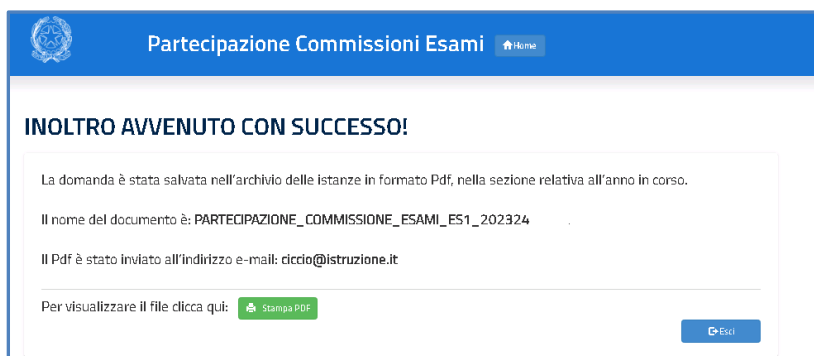 Partecipazione Commissioni Esami Home
INOLTRO AVVENUTO CON SUCCESSO!
La domanda è stata salvata nell'archivio delle istanze in formato Pdf, nella sezione relativa all'anno in corso.
Il nome del documento è: PARTECIPAZIONE_COMMISSIONE_ESAMI_ES1_202324 .
Il Pdf è stato inviato all'indirizzo e-mail: ciccio@istruzione.it
Per visualizzare il file clicca qui: Stampa PDF
Esci